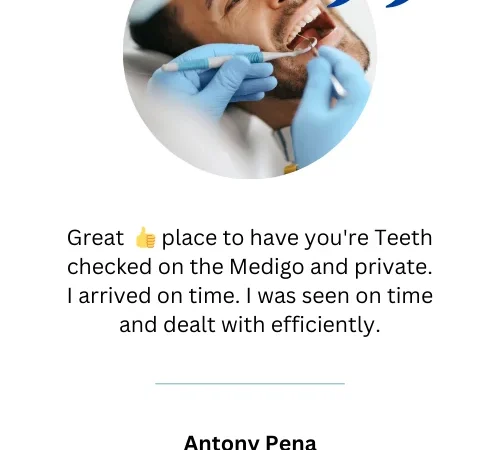 Great 👍 place to have you're Teeth
checked on the Medigo and private.
I arrived on time. I was seen on time
and dealt with efficiently.
Antony Pena